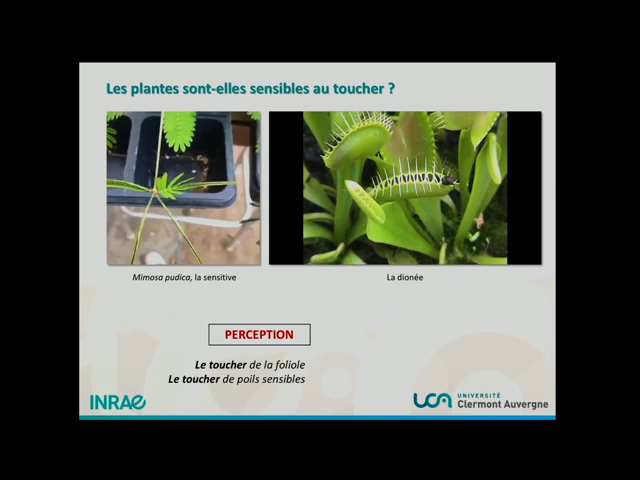 Les plantes sont-elles sensibles au toucher ?
Mimosa pudica, la sensitive
La dionée
PERCEPTION
Le toucher de la foliole
Le toucher de poils sensibles
INRAE
UCA UNIVERSITÉ
Clermont Auvergne